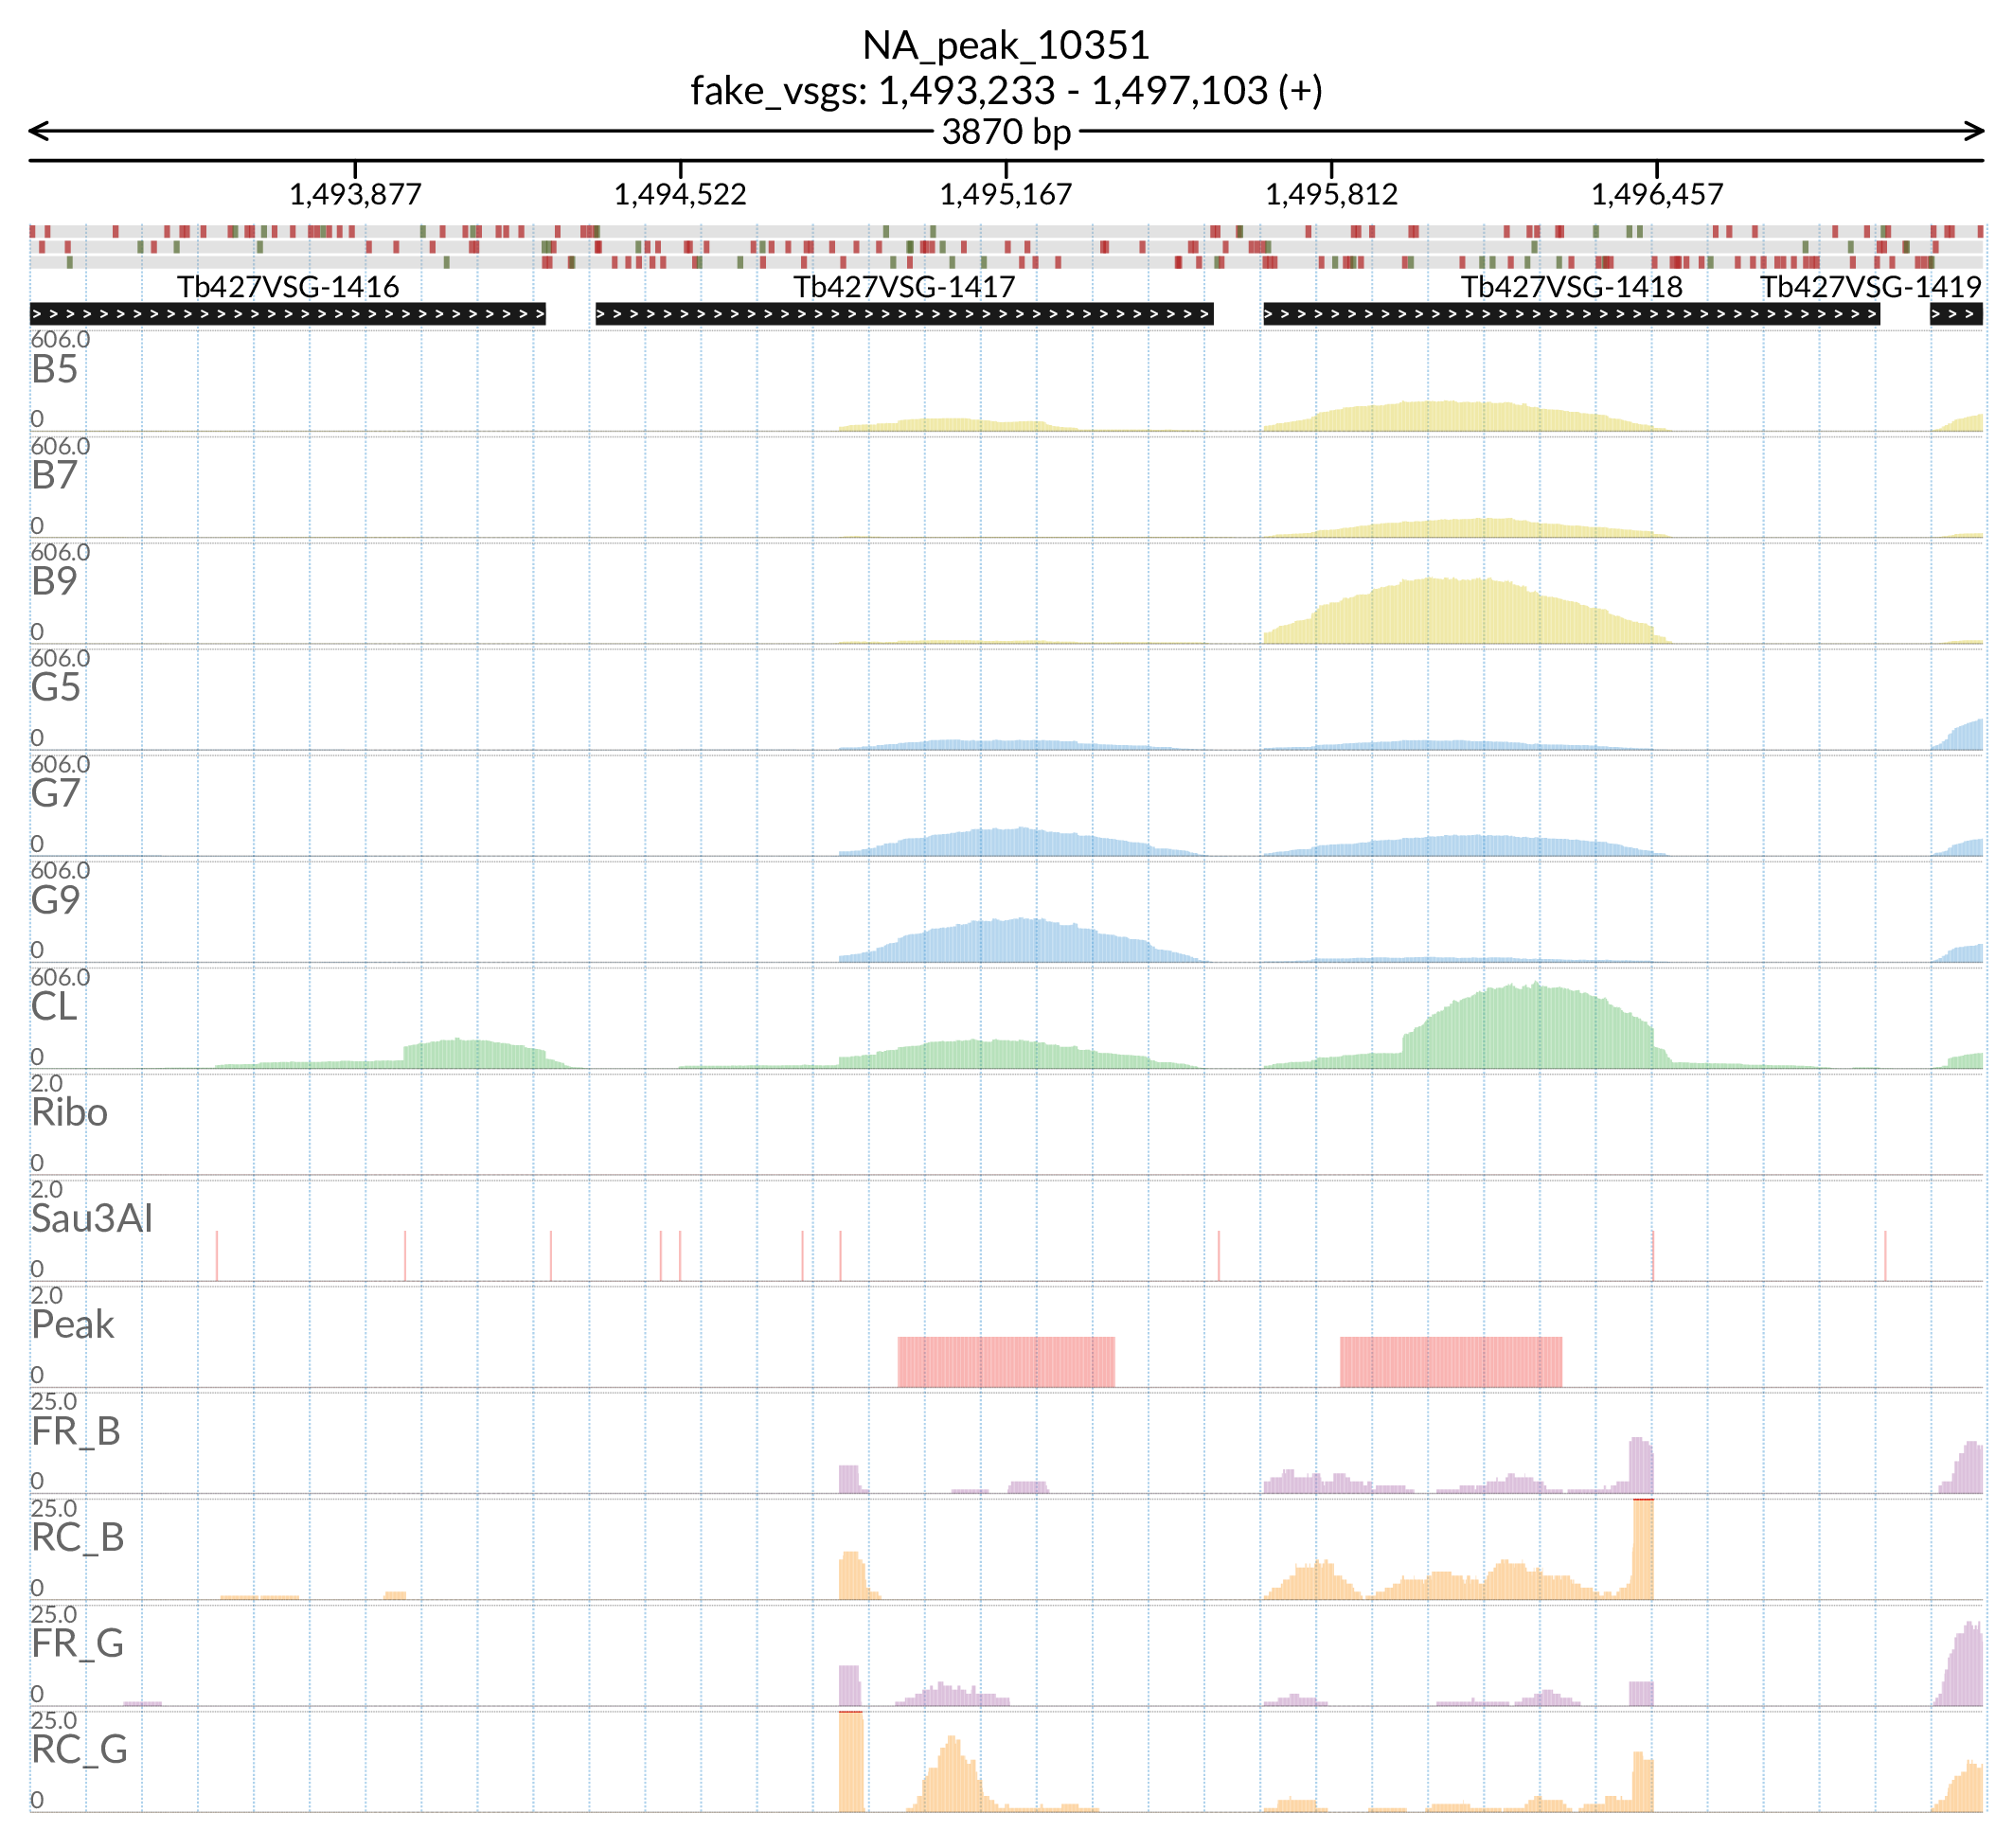 NA_peak_10351
fake_vsgs: 1,493,233 - 1,497,103 (+)
3870 bp
1,493,877 1,494,522 1,495,167 1,495,812 1,496,457
Tb427VSG-1416 Tb427VSG-1417 Tb427VSG-1418 Tb427VSG-1419
606.0
B5
0
606.0
B7
0
606.0
B9
0
606.0
G5
0
606.0
G7
0
606.0
G9
0
606.0
CL
0
2.0
Ribo
0
2.0
Sau3AI
0
2.0
Peak
0
25.0
FR_B
0
25.0
RC_B
0
25.0
FR_G
0
25.0
RC_G
0